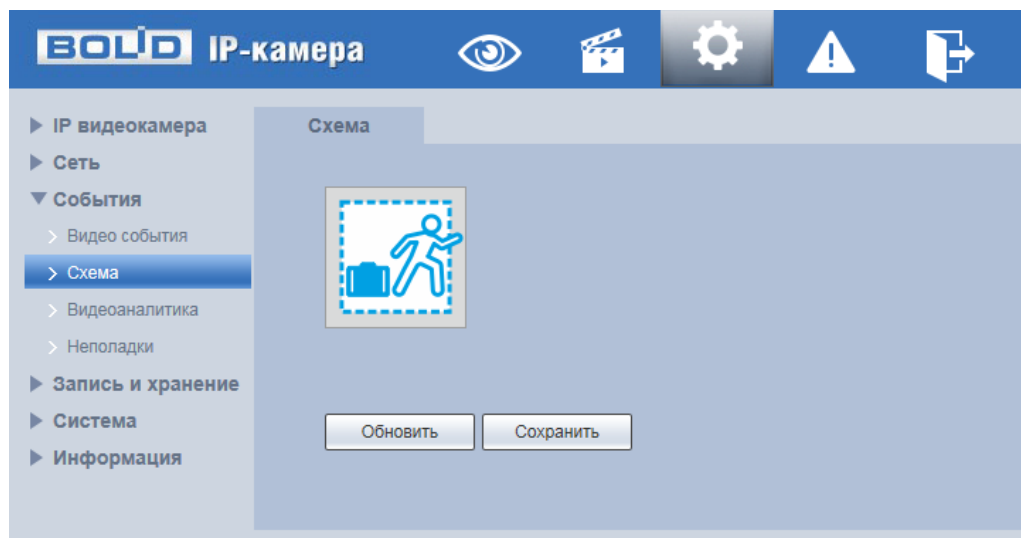 BOLID IP-камера
IP видеокамера
Схема
Сеть
События
Видео события
Схема
Видеоаналитика
Неполадки
Запись и хранение
Система
Информация
Обновить
Сохранить